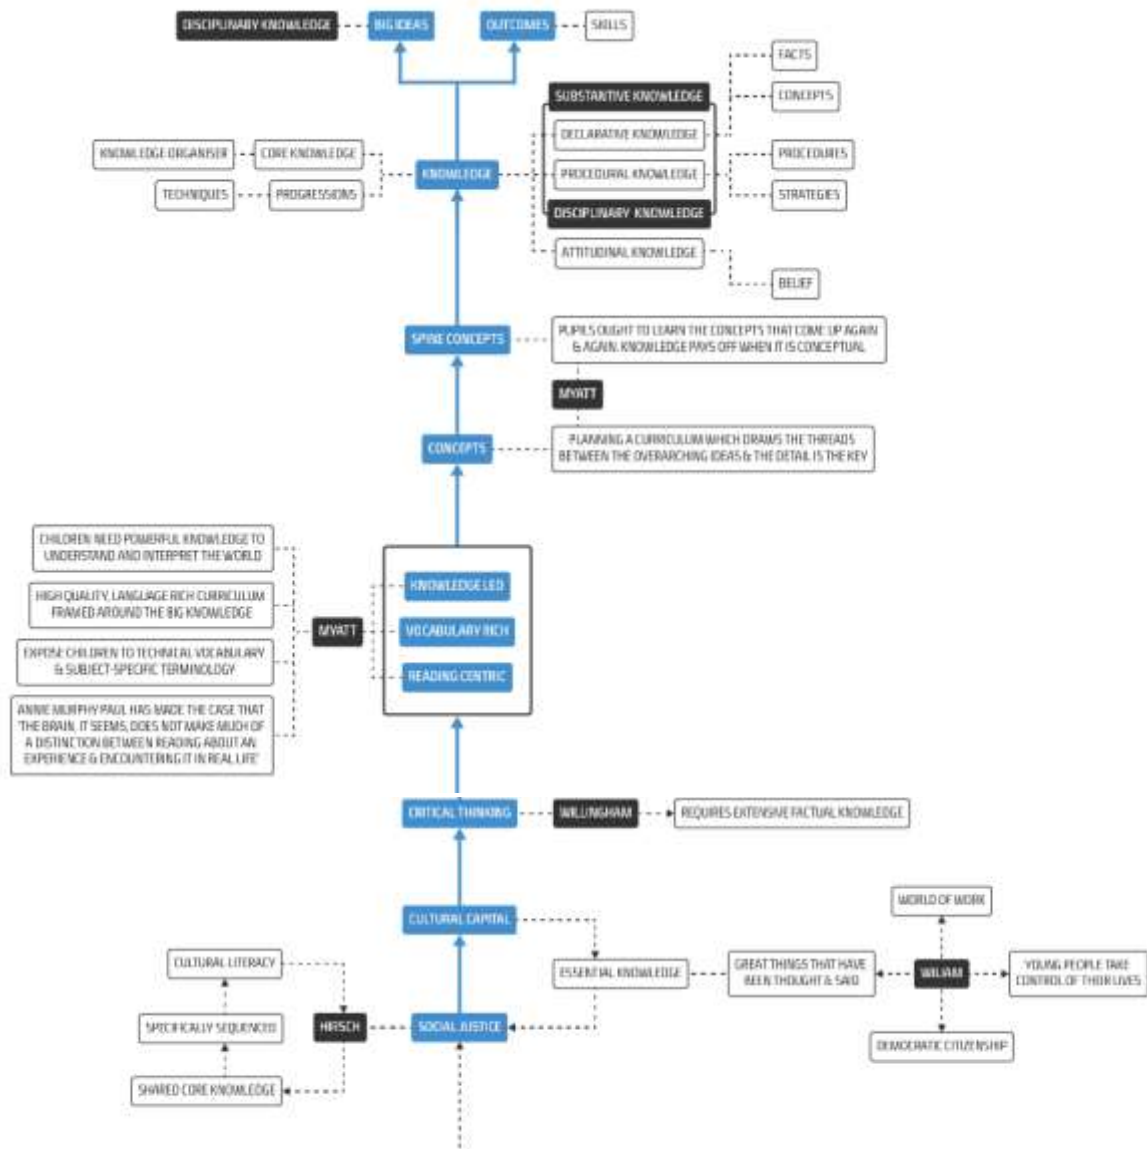 DISCIPLINARY KNOWLEDGE
BIG IDEAS
OUTCOMES
SKILLS
FACTS
SUBSTANTIVE KNOWLEDGE
CONCEPTS
DECLARATIVE KNOWLEDGE
KNOWLEDGE ORGANISER
CORE KNOWLEDGE
PROCEDURES
KNOWLEDGE
PROCEDURAL KNOWLEDGE
TECHNIQUES
PROGRESSIONS
STRATEGIES
DISCIPLINARY KNOWLEDGE
ATTITUDINAL KNOWLEDGE
BELIEF
SPINE CONCEPTS
PUPILS OUGHT TO LEARN THE CONCEPTS THAT COME UP AGAIN
& AGAIN. KNOWLEDGE PAYS OFF WHEN IT IS CONCEPTUAL
MYATT
CONCEPTS
PLANNING A CURRICULUM WHICH DRAWS THE THREADS
BETWEEN THE OVERARCHING IDEAS & THE DETAIL IS THE KEY
CHILDREN NEED POWERFUL KNOWLEDGE TO
UNDERSTAND AND INTERPRET THE WORLD
HIGH QUALITY, LANGUAGE RICH CURRICULUM
FRAMED AROUND THE BIG KNOWLEDGE
EXPOSE CHILDREN TO TECHNICAL VOCABULARY
& SUBJECT-SPECIFIC TERMINOLOGY
ANNIE MURPHY PAUL HAS MADE THE CASE THAT
THE BRAIN, IT SEEMS, DOES NOT MAKE MUCH OF
A DISTINCTION BETWEEN READING ABOUT AN
EXPERIENCE & ENCOUNTERING IT IN REAL LIFE'
MYATT
KNOWLEDGE LED
VOCABULARY RICH
READING CENTRIC
CRITICAL THINKING
WILLINGHAM
REQUIRES EXTENSIVE FACTUAL KNOWLEDGE
CULTURAL CAPITAL
WORLD OF WORK
CULTURAL LITERACY
ESSENTIAL KNOWLEDGE
GREAT THINGS THAT HAVE
BEEN THOUGHT & SAID
WILIAM
YOUNG PEOPLE TAKE
CONTROL OF THOIR LIVES
SPECIFICALLY SEQUENCED
HIRSCH
SOCIAL JUSTICE
DEMOCRATIC CITIZENSHIP
SHARED CORE KNOWLEDGE